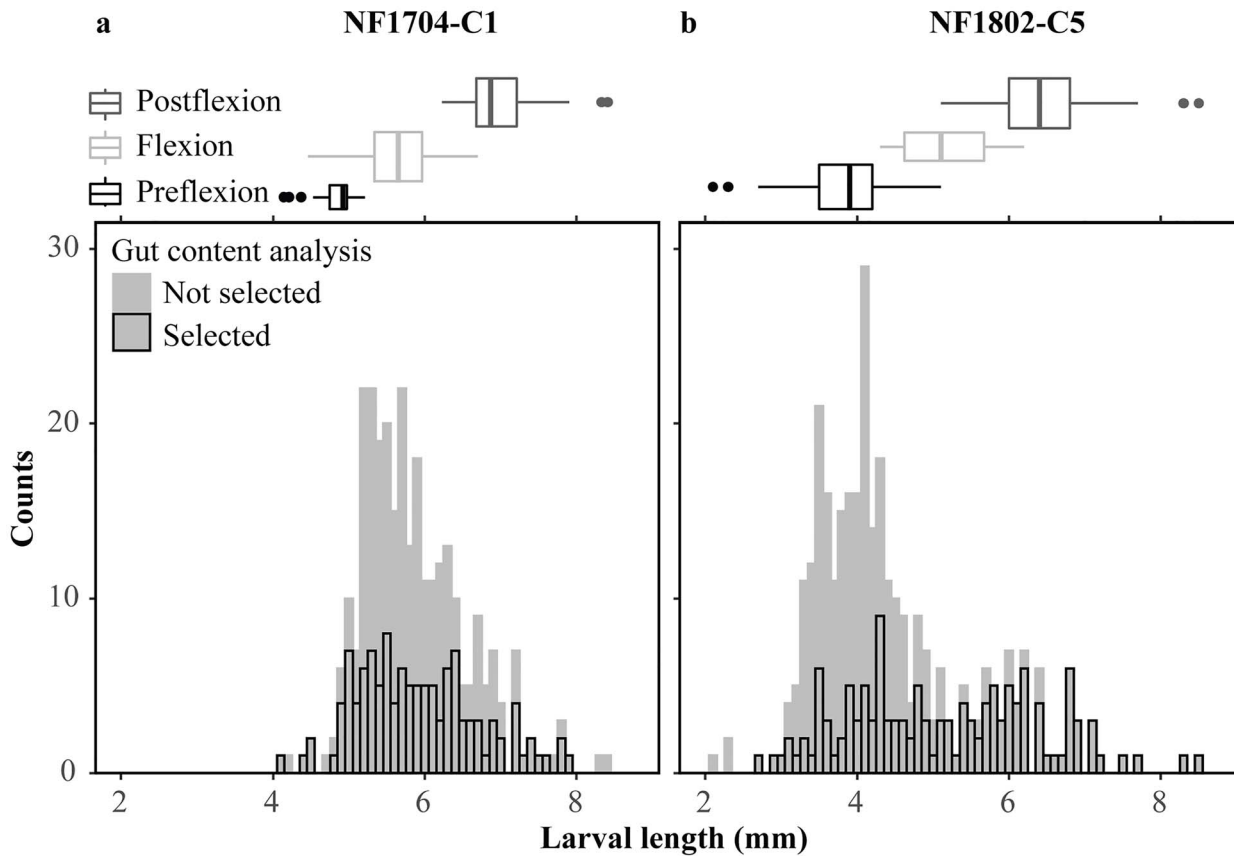 a NF1704-C1 b NF1802-C5
Postflexion
Flexion
Preflexion
Gut content analysis
Not selected
Selected
Counts
30
20
10
0
2 4 6 8 2 4 6 8
Larval length (mm)